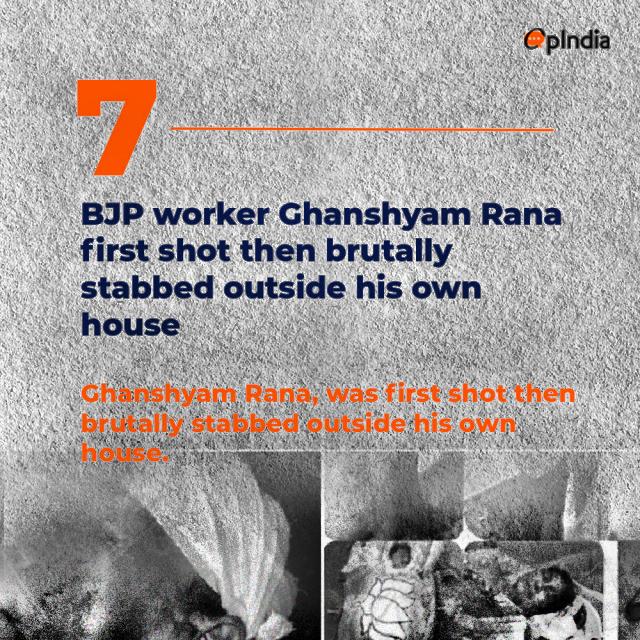 OpIndia
7
BJP worker Ghanshyam Rana
first shot then brutally
stabbed outside his own
house
Ghanshyam Rana, was first shot then
brutally stabbed outside his own
house.